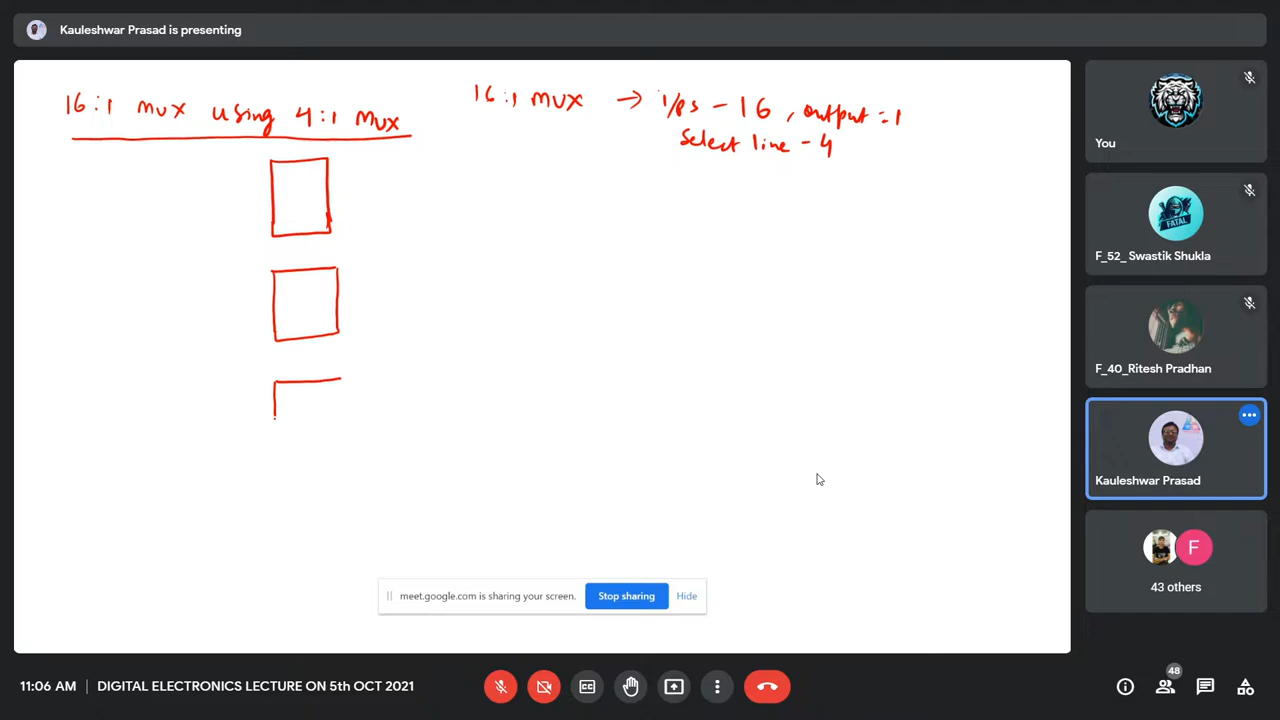 Kauleshwar Prasad is presenting
16:1 mux using 4:1 Mux
16:1 Mux → i/ps - 16, output = 1
Select line - 4
You
FATAL
F_52_ Swastik Shukla
F_40_Ritesh Pradhan
Kauleshwar Prasad
F
43 others
meet.google.com is sharing your screen.
Stop sharing
Hide
11:06 AM | DIGITAL ELECTRONICS LECTURE ON 5th OCT 2021
48